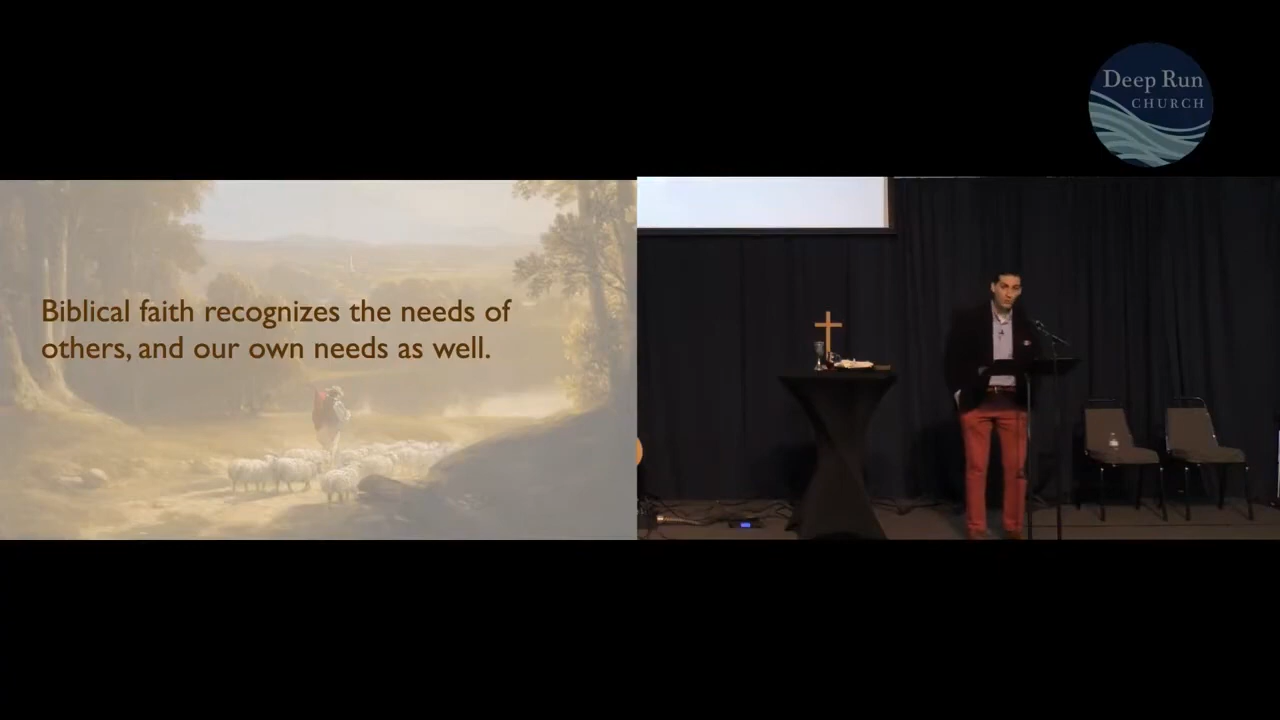 Deep Run
CHURCH
Biblical faith recognizes the needs of
others, and our own needs as well.